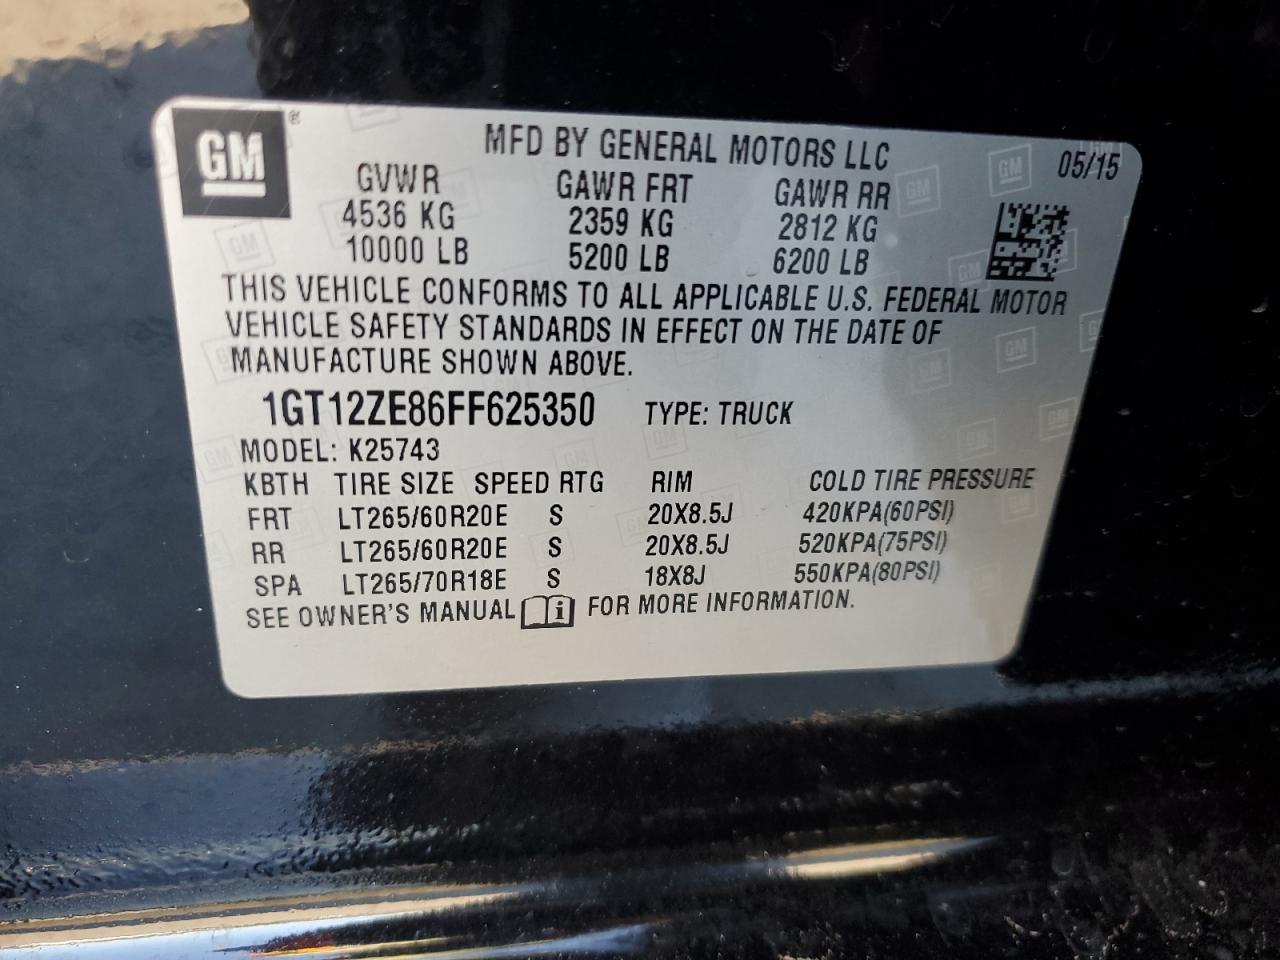 GM ®
MFD BY GENERAL MOTORS LLC 05/15
GVWR GAWR FRT GAWR RR
4536 KG 2359 KG 2812 KG
10000 LB 5200 LB 6200 LB
THIS VEHICLE CONFORMS TO ALL APPLICABLE U.S. FEDERAL MOTOR
VEHICLE SAFETY STANDARDS IN EFFECT ON THE DATE OF
MANUFACTURE SHOWN ABOVE.
1GT12ZE86FF625350 TYPE: TRUCK
MODEL: K25743
KBTH TIRE SIZE SPEED RTG RIM COLD TIRE PRESSURE
FRT LT265/60R20E S 20X8.5J 420KPA(60PSI)
RR LT265/60R20E S 20X8.5J 520KPA(75PSI)
SPA LT265/70R18E S 18X8J 550KPA(80PSI)
SEE OWNER'S MANUAL i FOR MORE INFORMATION.